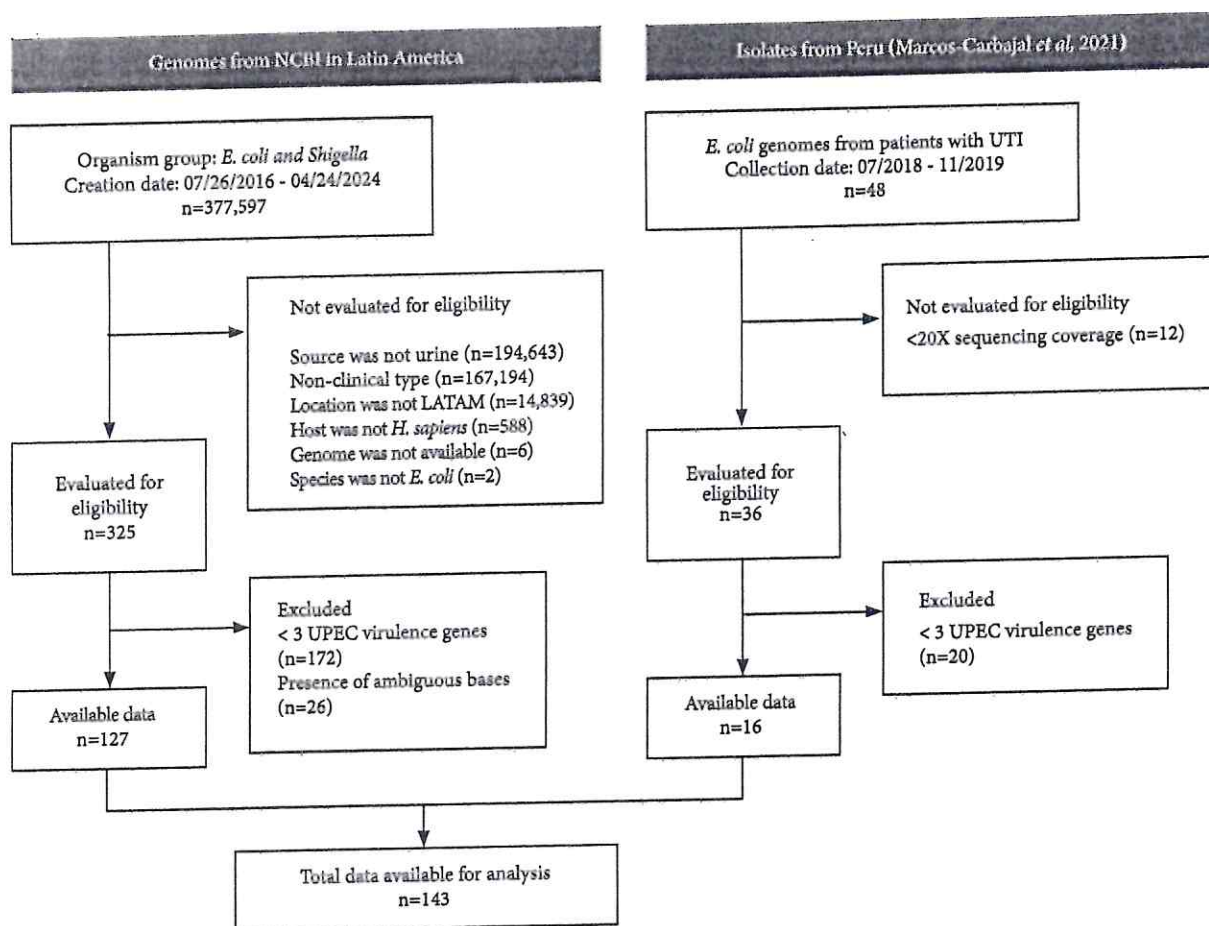 Genomes from NCBI in Latin America
Organism group: E. coli and Shigella
Creation date: 07/26/2016 - 04/24/2024
n=377,597
Not evaluated for eligibility
Source was not urine (n=194,643)
Non-clinical type (n=167,194)
Location was not LATAM (n=14,839)
Host was not H. sapiens (n=588)
Genome was not available (n=6)
Species was not E. coli (n=2)
Evaluated for
eligibility
n=325
Excluded
< 3 UPEC virulence genes
(n=172)
Presence of ambiguous bases
(n=26)
Available data
n=127
Isolates from Peru (Marcos-Carbajal et al, 2021)
E. coli genomes from patients with UTI
Collection date: 07/2018 - 11/2019
n=48
Not evaluated for eligibility
<20X sequencing coverage (n=12)
Evaluated for
eligibility
n=36
Excluded
< 3 UPEC virulence genes
(n=20)
Available data
n=16
Total data available for analysis
n=143